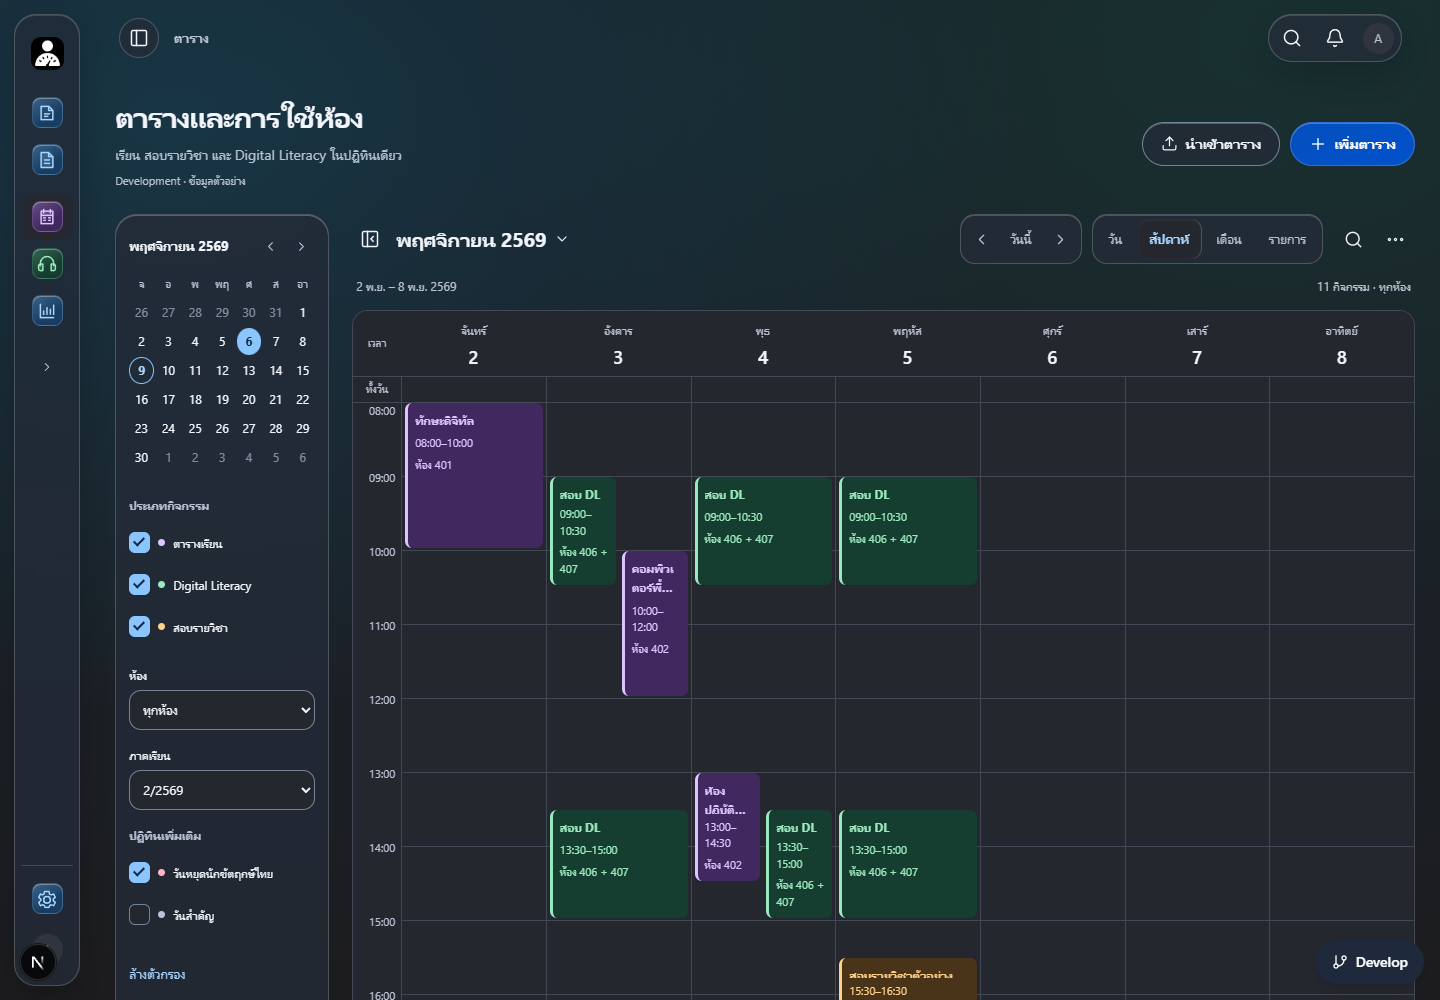 ตาราง
A
ตารางและการใช้ห้อง
เรียน สอบรายวิชา และ Digital Literacy ในปฏิทินเดียว
Development · ข้อมูลตัวอย่าง
นำเข้าตาราง
เพิ่มตาราง
พฤศจิกายน 2569
จ อ พ พฤ ศ ส อา
26 27 28 29 30 31 1
2 3 4 5 6 7 8
9 10 11 12 13 14 15
16 17 18 19 20 21 22
23 24 25 26 27 28 29
30 1 2 3 4 5 6
ประเภทกิจกรรม
ตารางเรียน
Digital Literacy
สอบรายวิชา
ห้อง
ทุกห้อง
ภาคเรียน
2/2569
ปฏิทินเพิ่มเติม
วันหยุดนักขัตฤกษ์ไทย
วันสำคัญ
ล้างตัวกรอง
N
พฤศจิกายน 2569
วันนี้
วัน สัปดาห์ เดือน รายการ
2 พ.ย. – 8 พ.ย. 2569
11 กิจกรรม · ทุกห้อง
เวลา
จันทร์ อังคาร พุธ พฤหัส ศุกร์ เสาร์ อาทิตย์
2 3 4 5 6 7 8
ทั้งวัน
08:00
09:00
10:00
11:00
12:00
13:00
14:00
15:00
16:00
ทักษะดิจิทัล
08:00–10:00
ห้อง 401
สอบ DL
09:00–
10:30
ห้อง 406 +
407
คอมพิวเ
ตอร์พื้...
10:00–
12:00
ห้อง 402
สอบ DL
13:30–15:00
ห้อง 406 + 407
สอบ DL
09:00–10:30
ห้อง 406 + 407
ห้อง
ปฏิบัติ...
13:00–
14:30
ห้อง 402
สอบ DL
13:30–
15:00
ห้อง 406 +
407
สอบ DL
09:00–10:30
ห้อง 406 + 407
สอบ DL
13:30–15:00
ห้อง 406 + 407
สอบรายวิชาตัวอย่าง
15:30–16:30
Develop